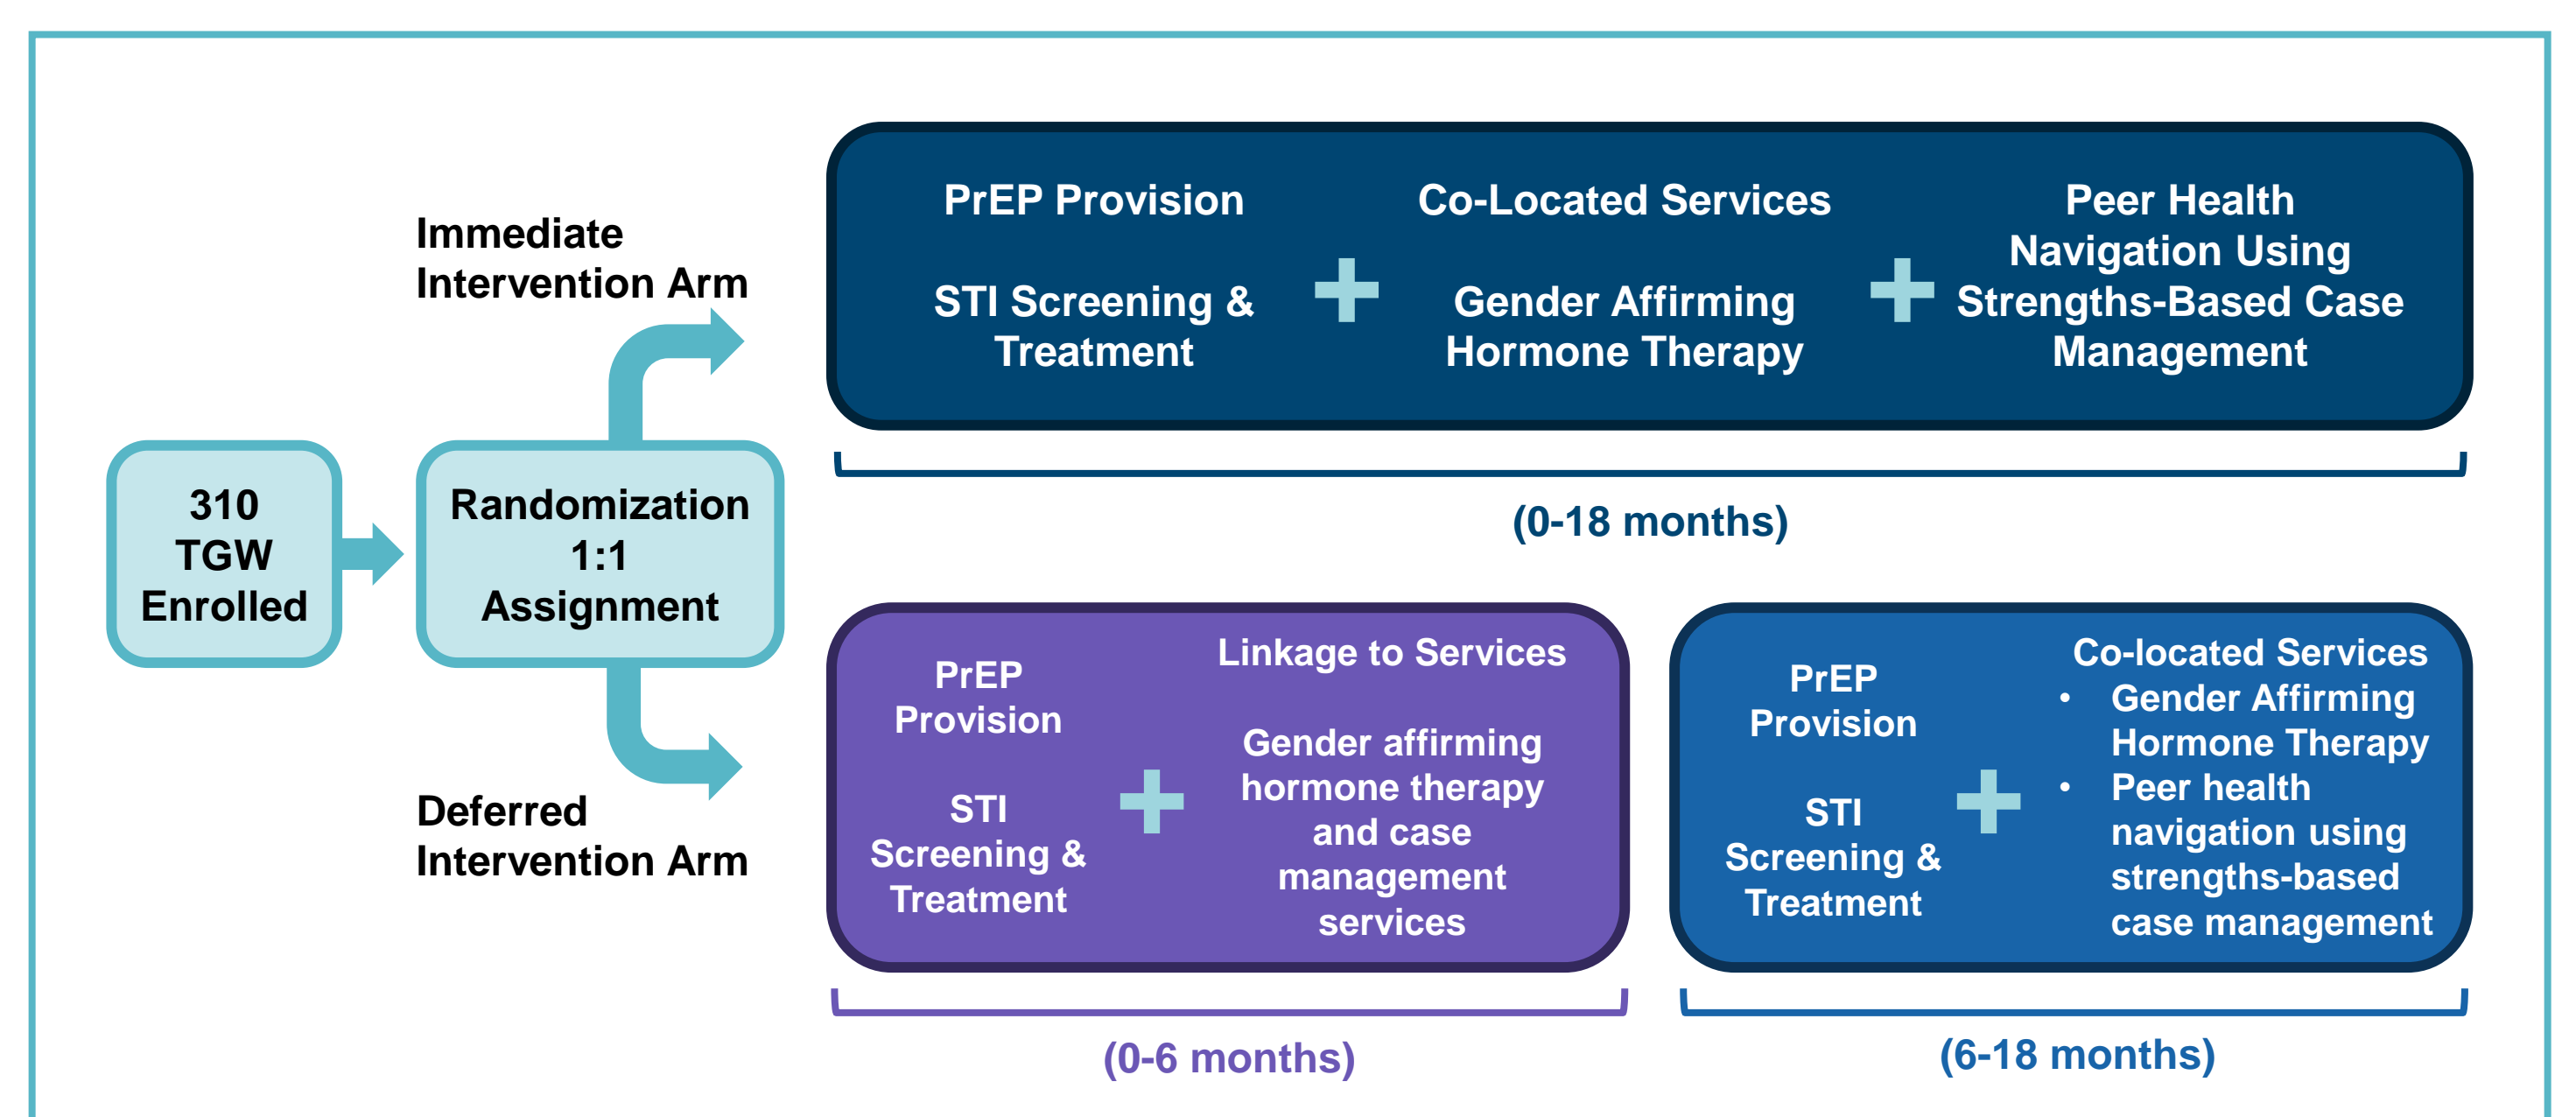 310
TGW
Enrolled
Randomization
1:1
Assignment
Immediate
Intervention Arm
PrEP Provision
STI Screening &
Treatment
Co-Located Services
Gender Affirming
Hormone Therapy
Peer Health
Navigation Using
Strengths-Based Case
Management
(0-18 months)
Deferred
Intervention Arm
PrEP
Provision
STI
Screening &
Treatment
Linkage to Services
Gender affirming
hormone therapy
and case
management
services
(0-6 months)
PrEP
Provision
STI
Screening &
Treatment
Co-located Services
• Gender Affirming
Hormone Therapy
• Peer health
navigation using
strengths-based
case management
(6-18 months)